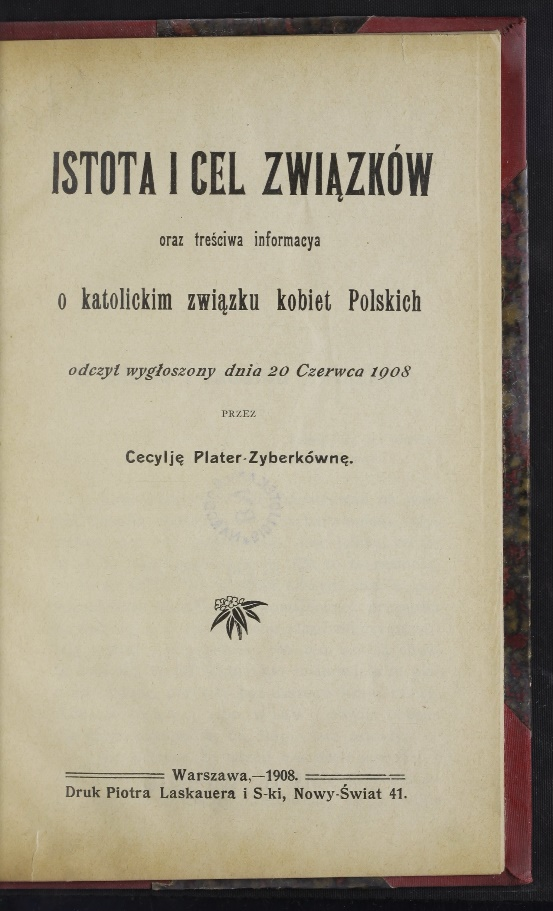 ISTOTA I CEL ZWIĄZKÓW
oraz treściwa informacya
o katolickim związku kobiet Polskich
odczyt wygłoszony dnia 20 Czerwca 1908
PRZEZ
Cecylję Plater-Zyberkównę.
Warszawa,—1908.
Druk Piotra Laskauera i S-ki, Nowy-Świat 41.